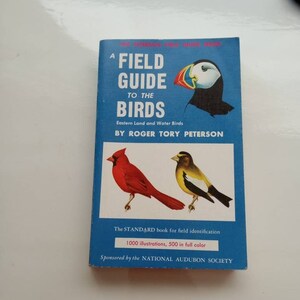 A FIELD
GUIDE
TO THE
BIRDS
Eastern Land and Water Birds
BY ROGER TORY PETERSON
The STANDARD book for field identification
1000 illustrations, 500 in full color
Sponsored by the NATIONAL AUDUBON SOCIETY